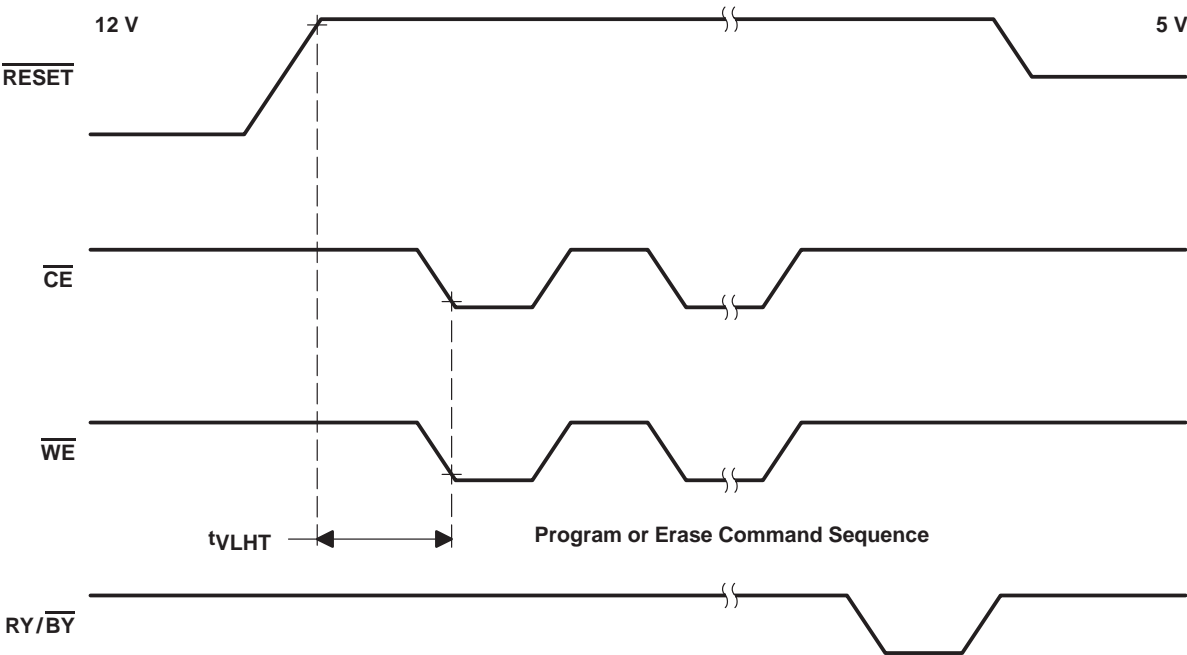 12 V
5 V
RESET
CE
WE
tVLHT
Program or Erase Command Sequence
RY/BY